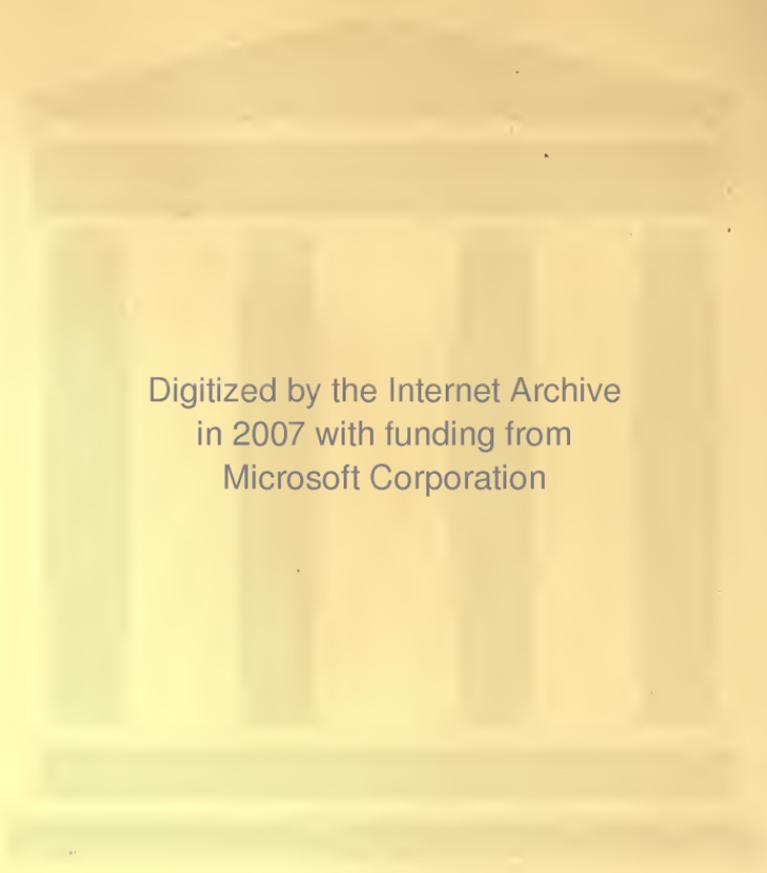 Digitized by the Internet Archive
in 2007 with funding from
Microsoft Corporation